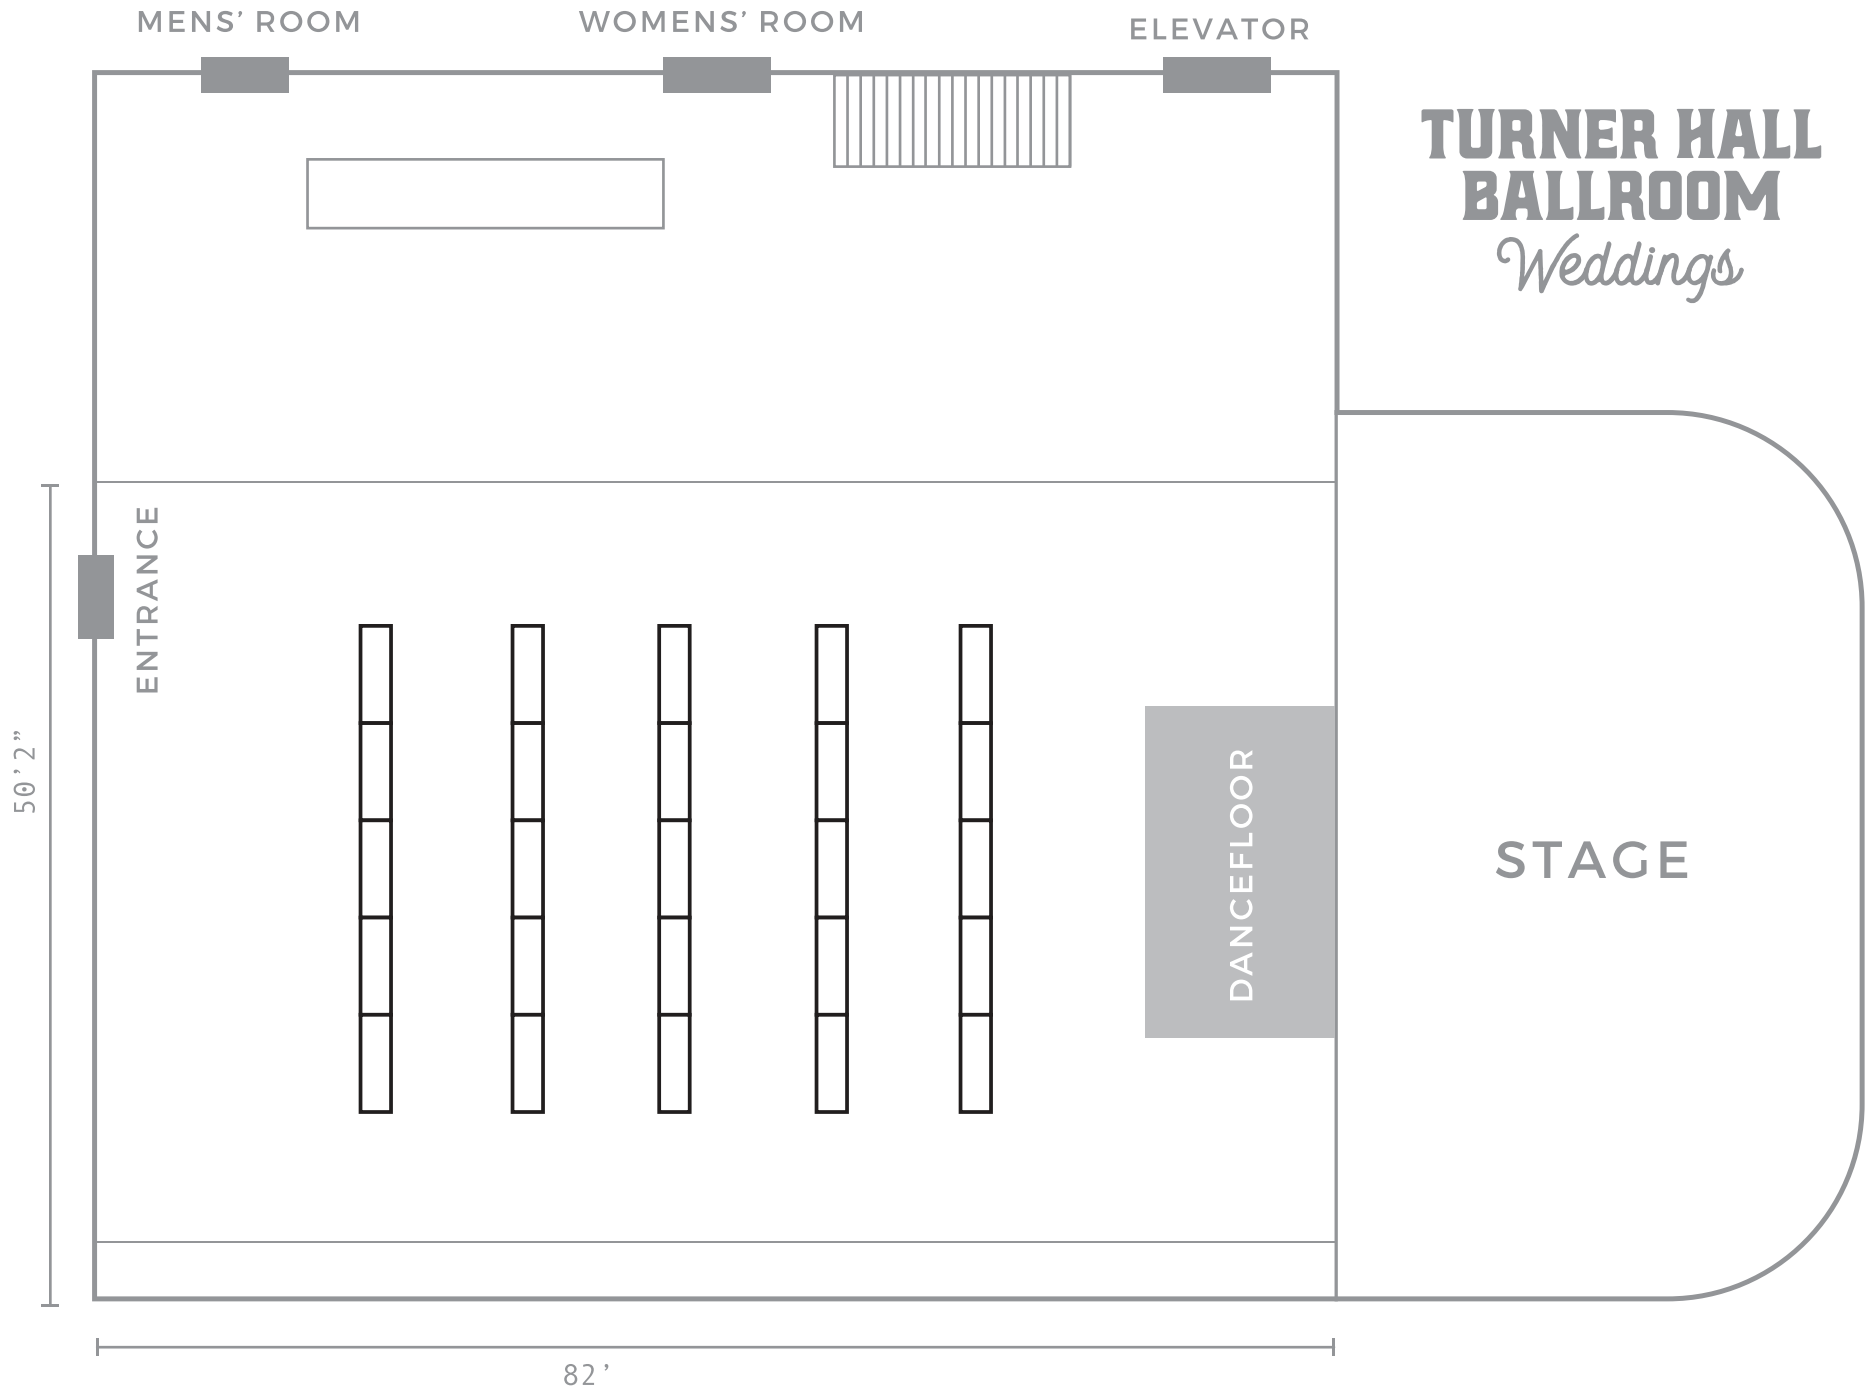 MENS’ ROOM
WOMENS’ ROOM
ELEVATOR
TURNER HALL
BALLROOM
Weddings
ENTRANCE
50’2”
DANCEFLOOR
STAGE
82’